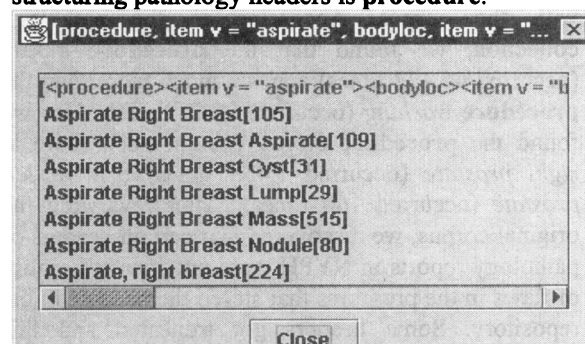 structuring pathology headers is procedure.
[procedure, item v = "aspirate", bodyloc, item v = "...
[<procedure><item v = "aspirate"><bodyloc><item v = "b
Aspirate Right Breast[105]
Aspirate Right Breast Aspirate[109]
Aspirate Right Breast Cyst[31]
Aspirate Right Breast Lump[29]
Aspirate Right Breast Mass[515]
Aspirate Right Breast Nodule[80]
Aspirate, right breast[224]
Close